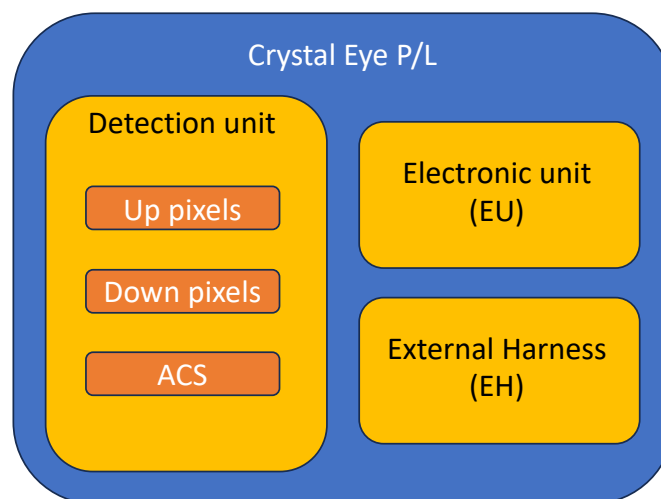 Crystal Eye P/L
Detection unit
Up pixels
Down pixels
ACS
Electronic unit
(EU)
External Harness
(EH)